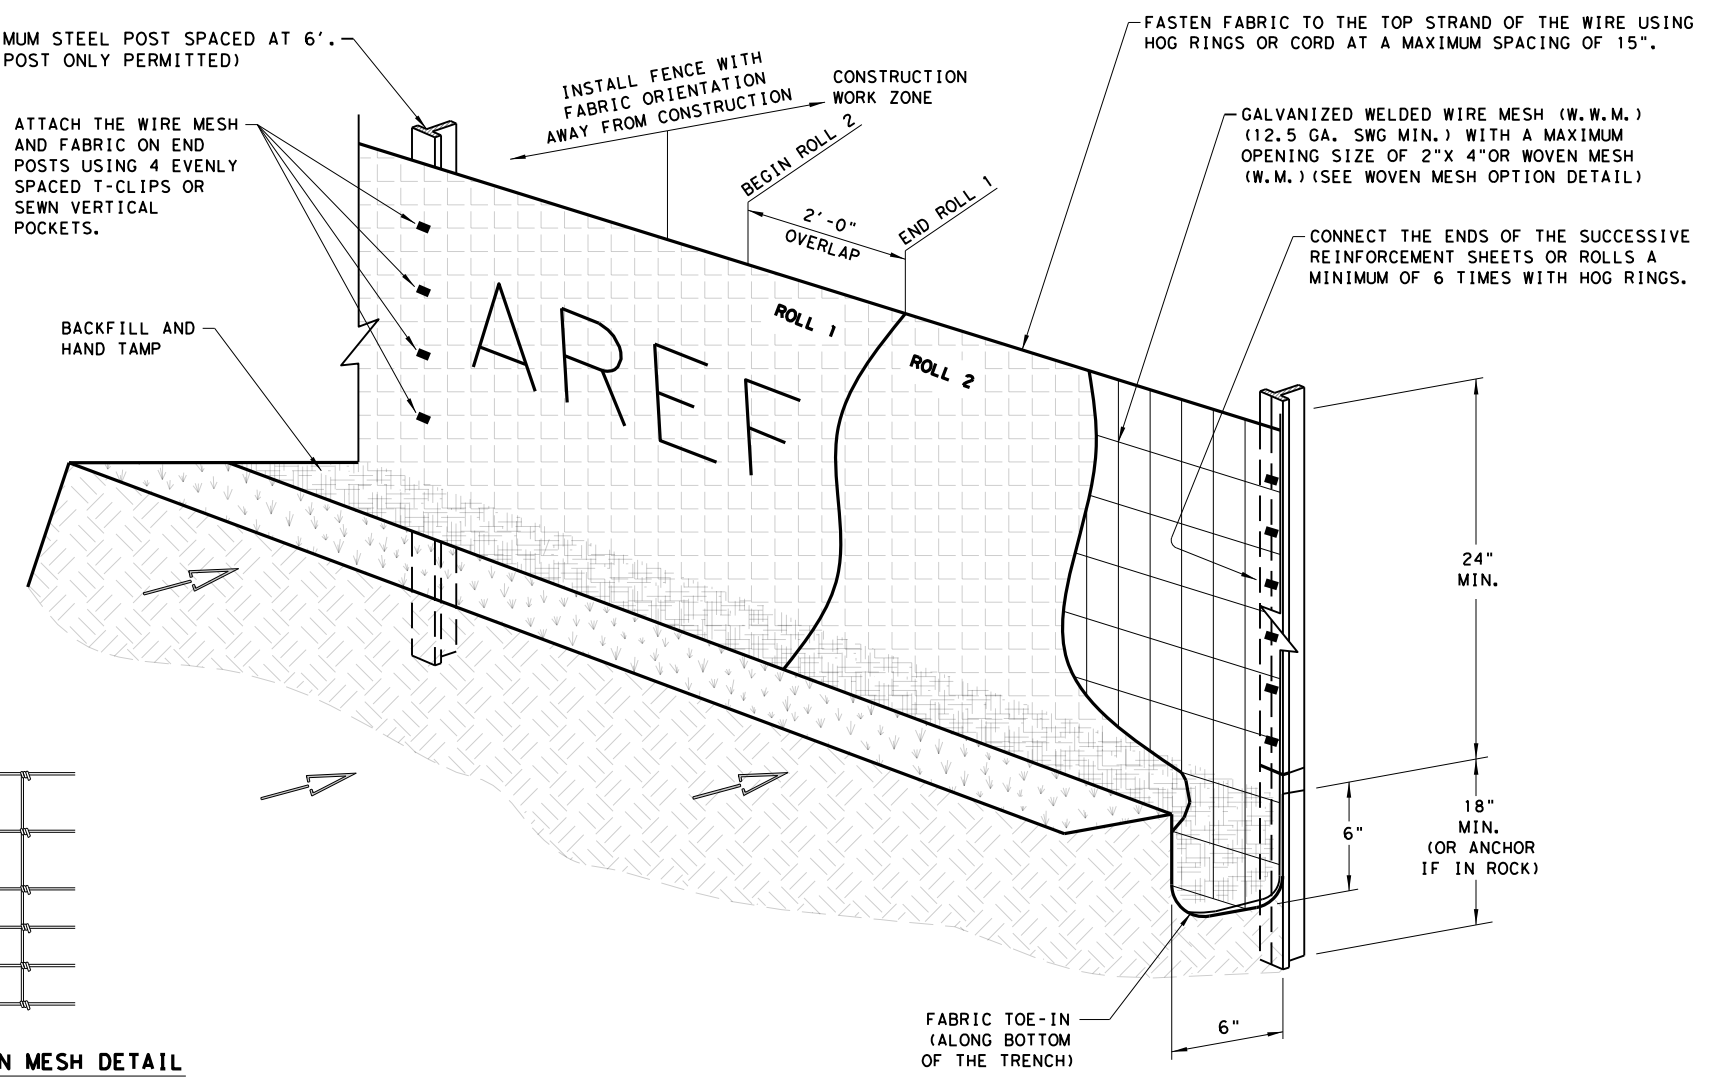 MUM STEEL POST SPACED AT 6'.
POST ONLY PERMITTED)
ATTACH THE WIRE MESH
AND FABRIC ON END
POSTS USING 4 EVENLY
SPACED T-CLIPS OR
SEWN VERTICAL
POCKETS.
BACKFILL AND
HAND TAMP
INSTALL FENCE WITH
FABRIC ORIENTATION
AWAY FROM CONSTRUCTION
CONSTRUCTION
WORK ZONE
BEGIN ROLL 2
END ROLL 1
2'-0"
OVERLAP
FASTEN FABRIC TO THE TOP STRAND OF THE WIRE USING
HOG RINGS OR CORD AT A MAXIMUM SPACING OF 15".
GALVANIZED WELDED WIRE MESH (W.W.M.)
(12.5 GA. SWG MIN.) WITH A MAXIMUM
OPENING SIZE OF 2"X 4"OR WOVEN MESH
(W.M.)(SEE WOVEN MESH OPTION DETAIL)
CONNECT THE ENDS OF THE SUCCESSIVE
REINFORCEMENT SHEETS OR ROLLS A
MINIMUM OF 6 TIMES WITH HOG RINGS.
AREF
ROLL 1
ROLL 2
24"
MIN.
6"
18"
MIN.
(OR ANCHOR
IF IN ROCK)
FABRIC TOE-IN
(ALONG BOTTOM
OF THE TRENCH)
6"
N MESH DETAIL